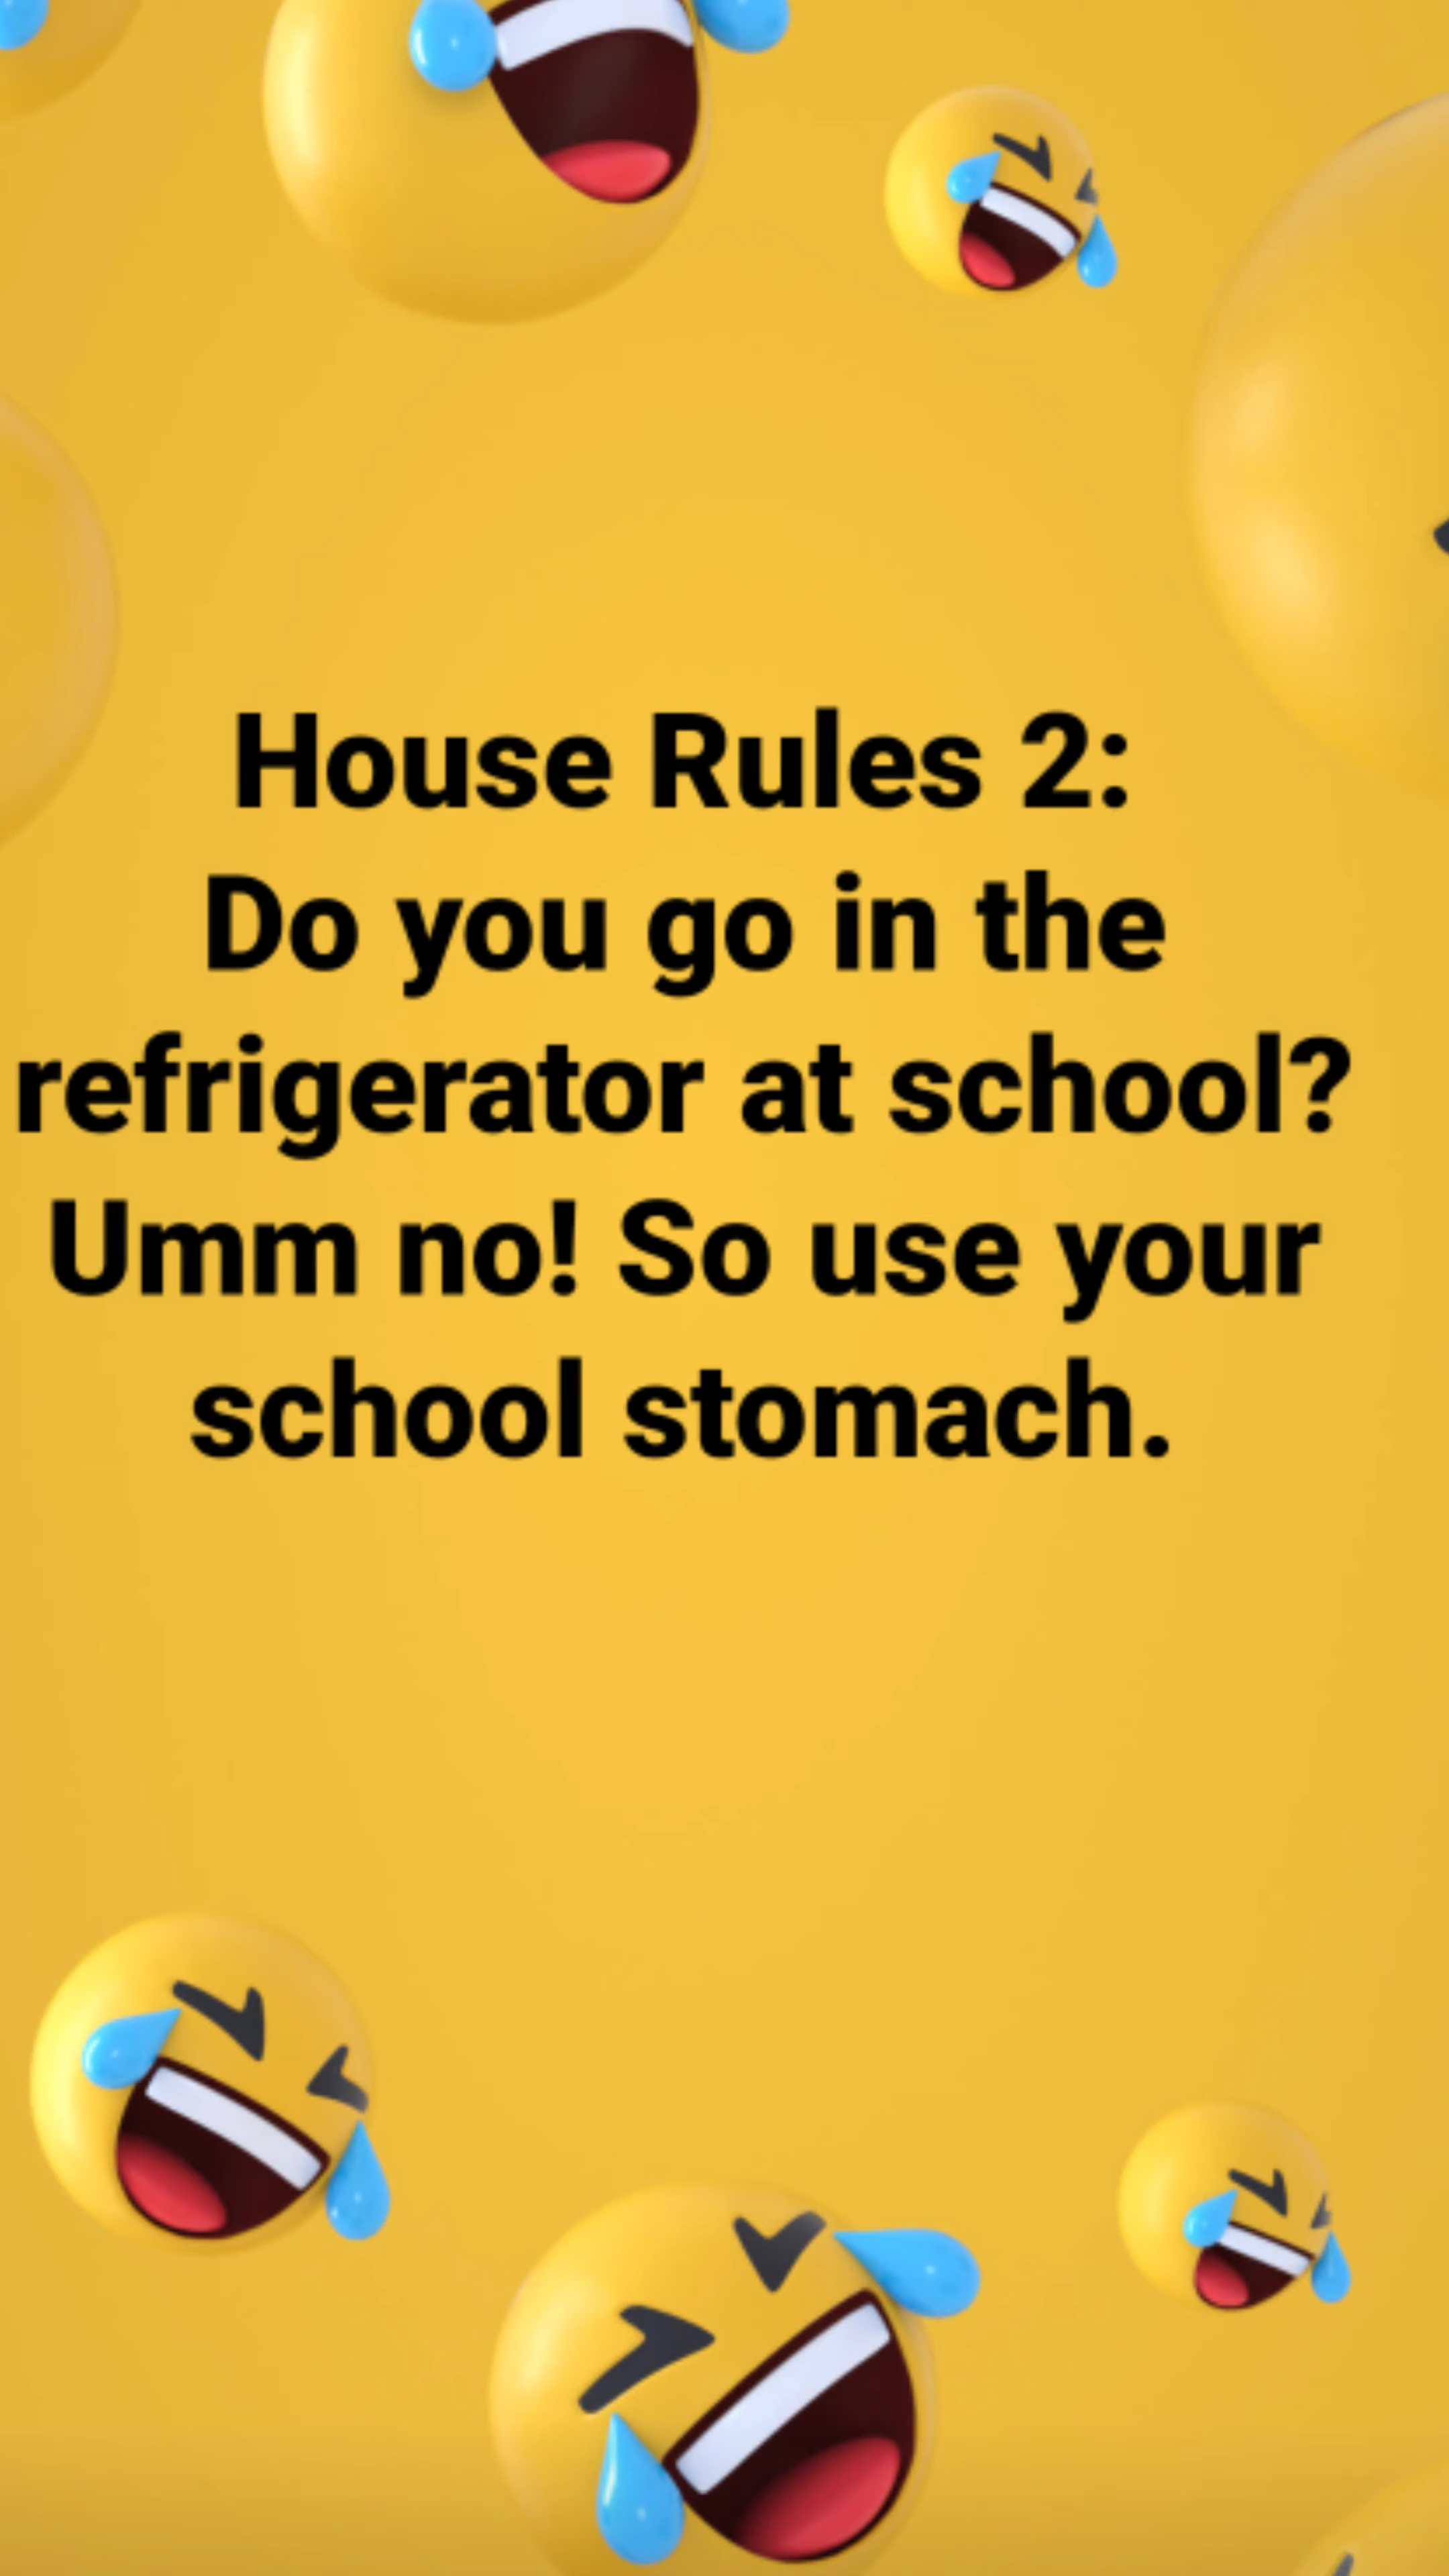 House Rules 2:
Do you go in the
refrigerator at school?
Umm no! So use your
school stomach.